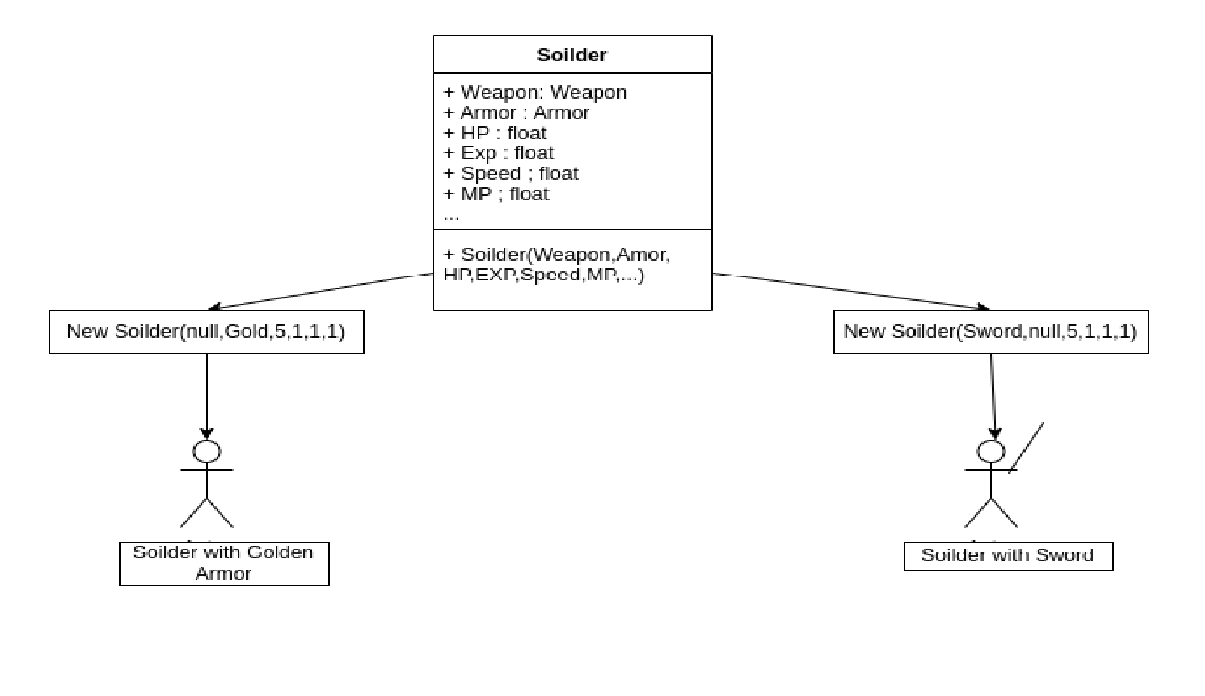 Soilder
+ Weapon: Weapon
+ Armor : Armor
+ HP : float
+ Exp : float
+ Speed ; float
+ MP ; float
...
+ Soilder(Weapon,Amor,
HP,EXP,Speed,MP,...)
New Soilder(null,Gold,5,1,1,1)
New Soilder(Sword,null,5,1,1,1)
Soilder with Golden
Armor
Soilder with Sword